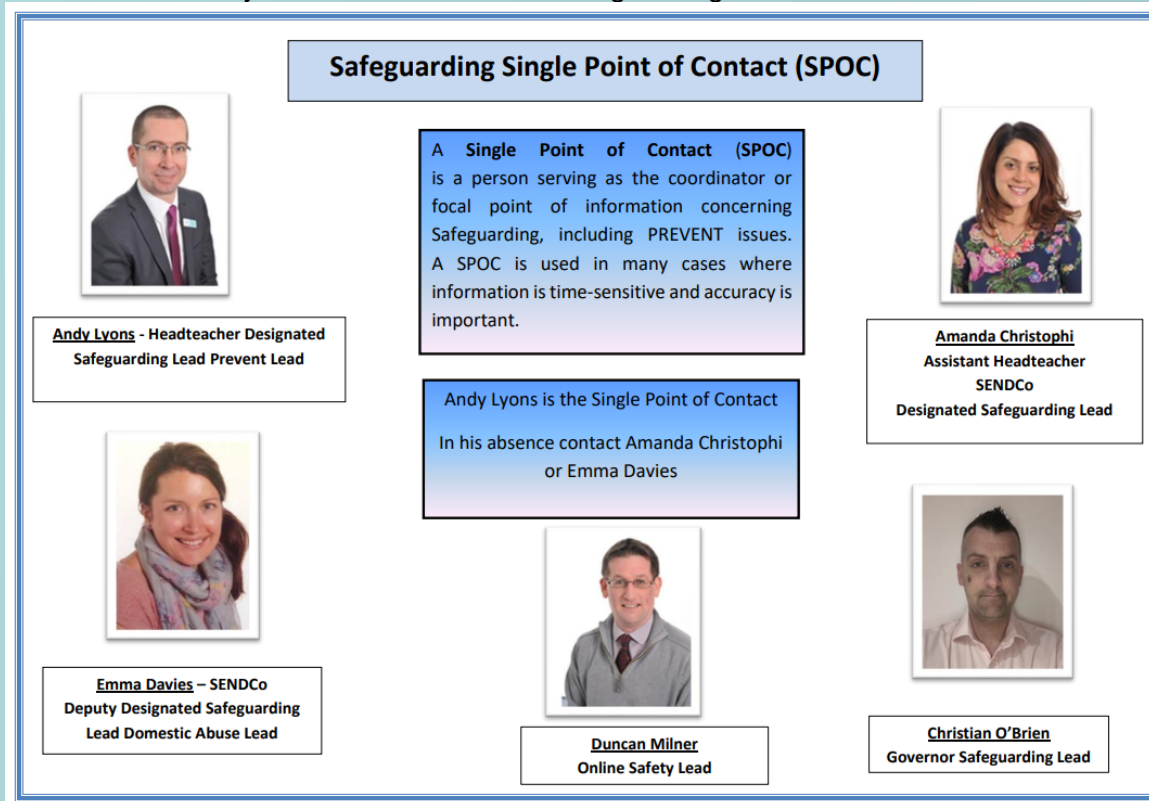 Safeguarding Single Point of Contact (SPOC)
A Single Point of Contact (SPOC)
is a person serving as the coordinator or
focal point of information concerning
Safeguarding, including PREVENT issues.
A SPOC is used in many cases where
information is time-sensitive and accuracy is
important.
Andy Lyons - Headteacher Designated
Safeguarding Lead Prevent Lead
Amanda Christophi
Assistant Headteacher
SENDCo
Designated Safeguarding Lead
Andy Lyons is the Single Point of Contact
In his absence contact Amanda Christophi
or Emma Davies
Emma Davies – SENDCo
Deputy Designated Safeguarding
Lead Domestic Abuse Lead
Duncan Milner
Online Safety Lead
Christian O’Brien
Governor Safeguarding Lead